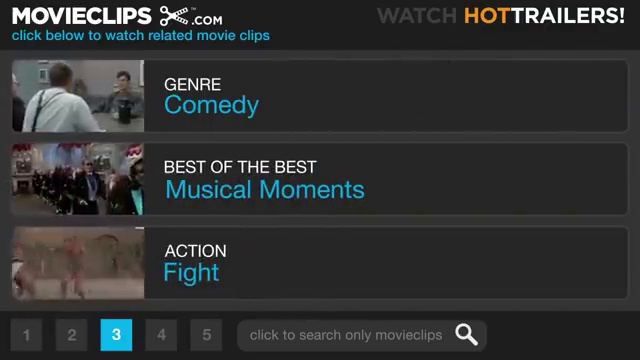 MOVIECLIPS.COM™
WATCH HOTTRAILERS!
click below to watch related movie clips
GENRE
Comedy
BEST OF THE BEST
Musical Moments
ACTION
Fight
1 2 3 4 5
click to search only movieclips